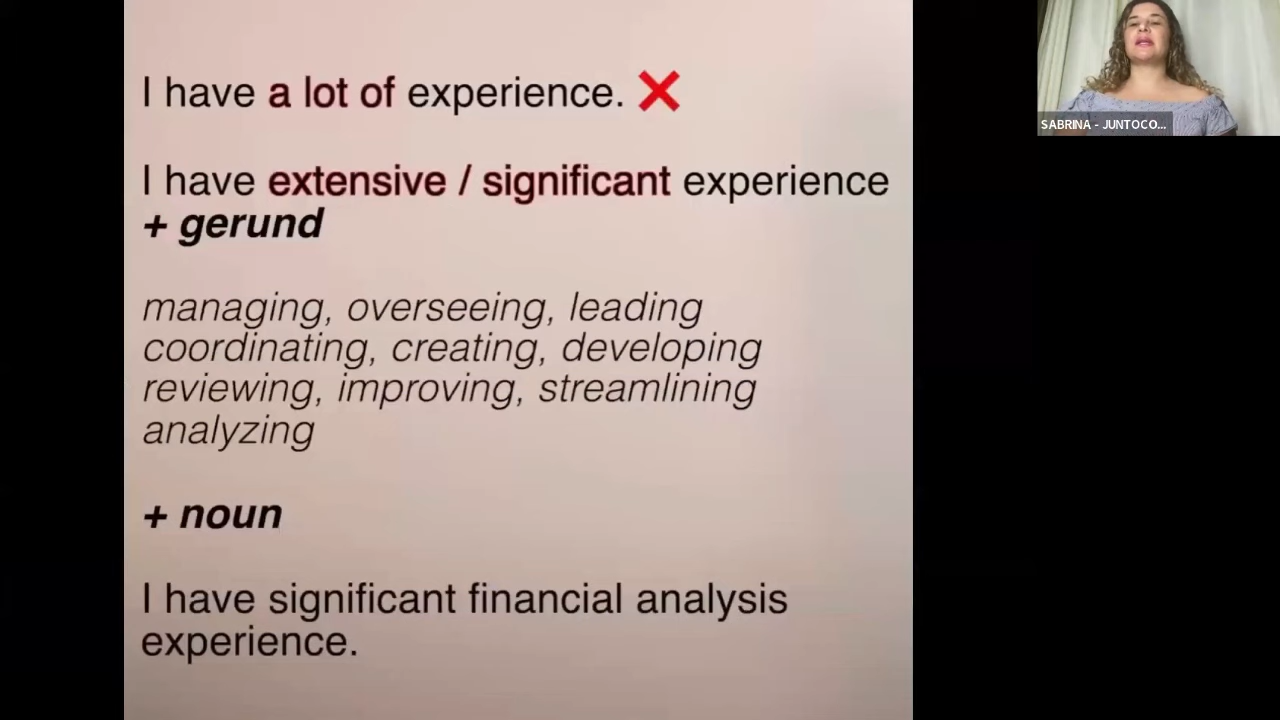 I have a lot of experience. ❌
I have extensive / significant experience
+ gerund
managing, overseeing, leading
coordinating, creating, developing
reviewing, improving, streamlining
analyzing
+ noun
I have significant financial analysis
experience.
SABRINA - JUNTOCO...